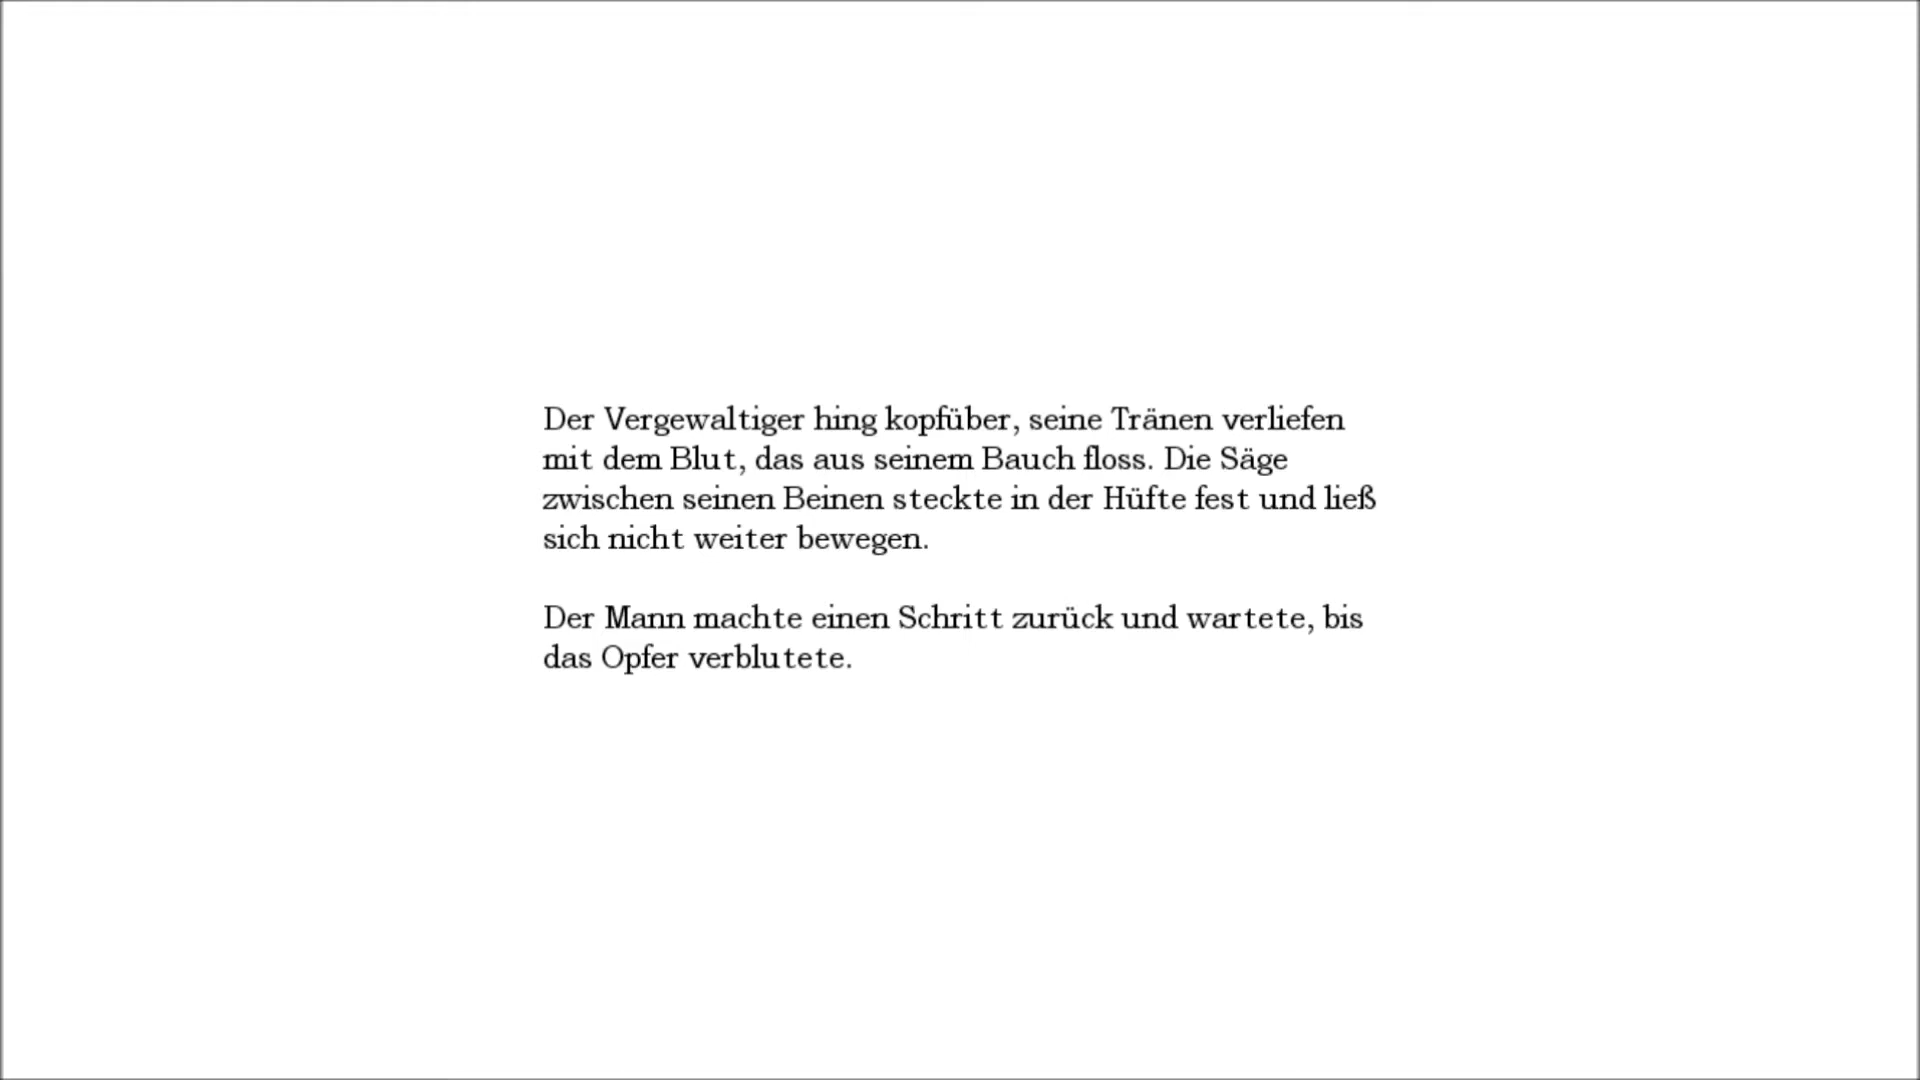 Der Vergewaltiger hing kopfüber, seine Tränen verliefen
mit dem Blut, das aus seinem Bauch floss. Die Säge
zwischen seinen Beinen steckte in der Hüfte fest und ließ
sich nicht weiter bewegen.
Der Mann machte einen Schritt zurück und wartete, bis
das Opfer verblutete.